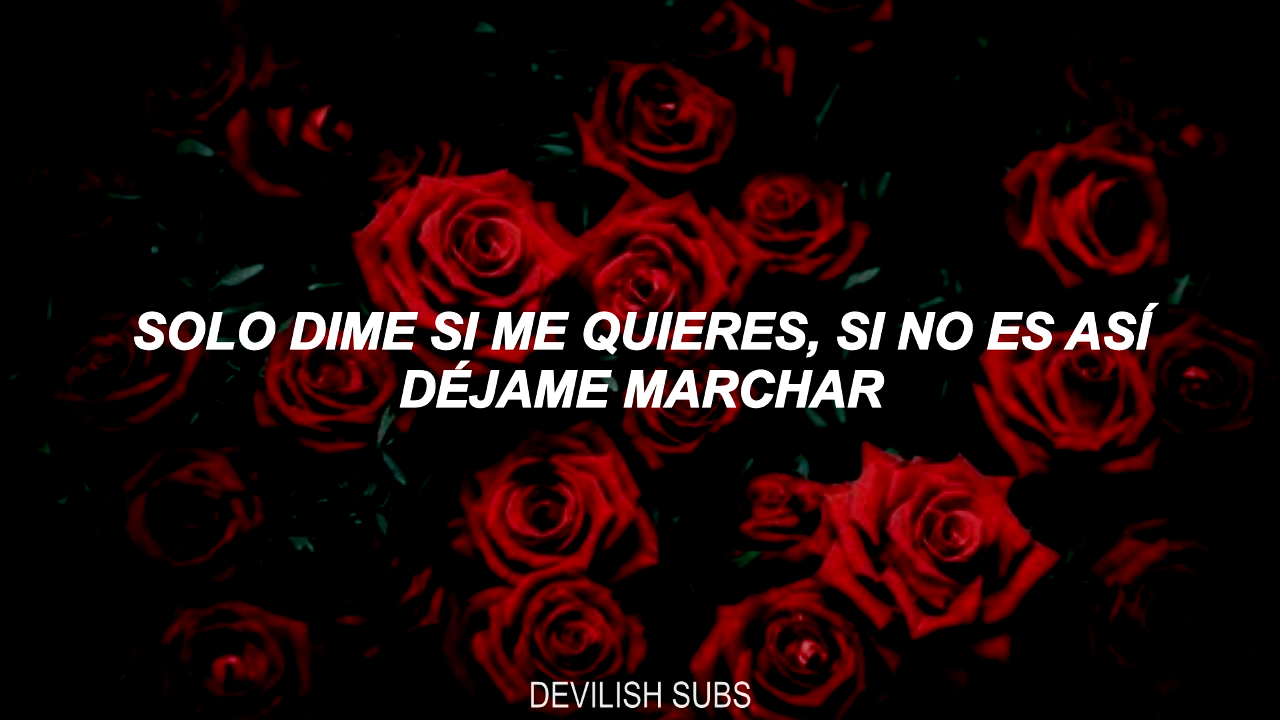 SOLO DIME SI ME QUIERES, SI NO ES ASÍ
DÉJAME MARCHAR
DEVILISH SUBS